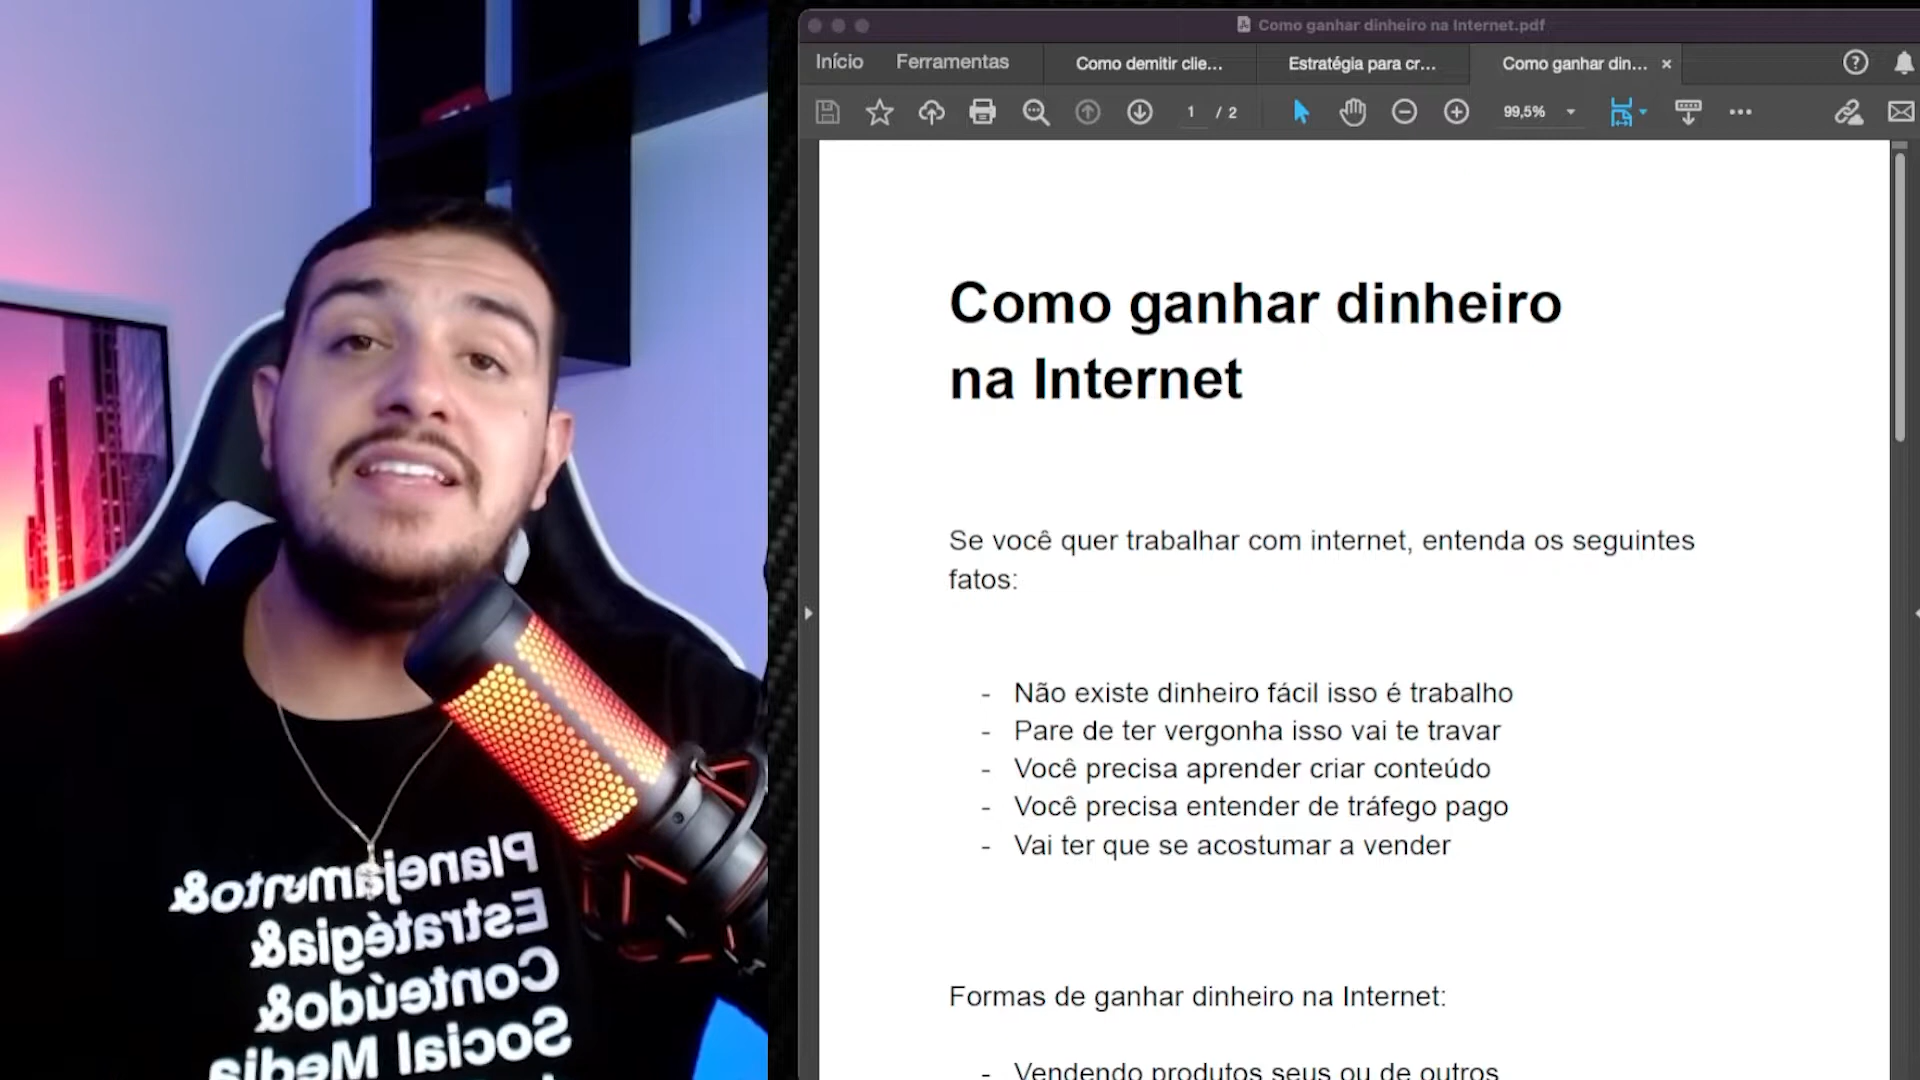 Planejamento&
Estratégia&
Conteúdo&
Social Media
Como ganhar dinheiro na Internet.pdf
Início Ferramentas Como demitir clie... Estratégia para cr... Como ganhar din... ×
1 / 2 99,5%
Como ganhar dinheiro
na Internet
Se você quer trabalhar com internet, entenda os seguintes
fatos:
- Não existe dinheiro fácil isso é trabalho
- Pare de ter vergonha isso vai te travar
- Você precisa aprender criar conteúdo
- Você precisa entender de tráfego pago
- Vai ter que se acostumar a vender
Formas de ganhar dinheiro na Internet:
- Vendendo produtos seus ou de outros